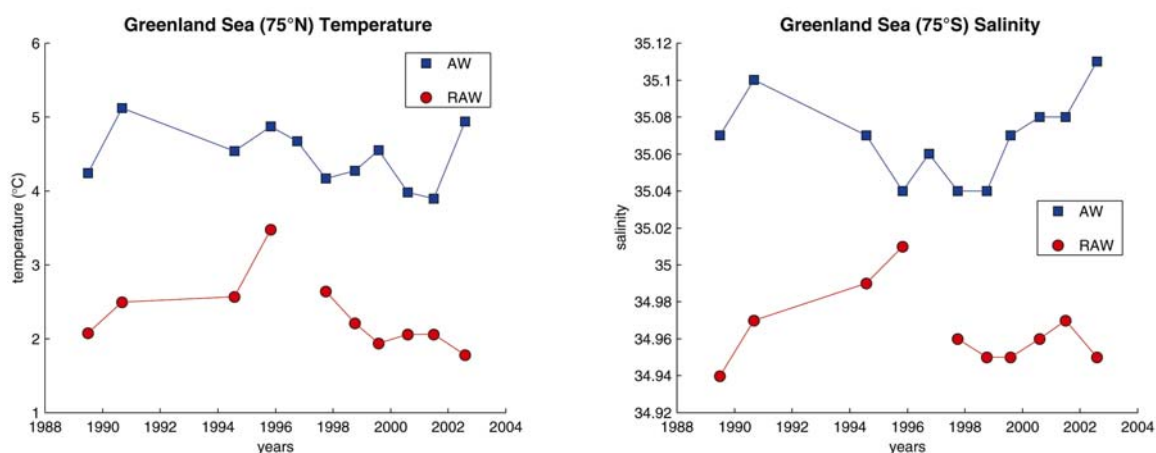 Greenland Sea (75°N) Temperature
6
5
4
3
2
1
temperature (°C)
1988 1990 1992 1994 1996 1998 2000 2002 2004
years
AW
RAW
Greenland Sea (75°S) Salinity
35.12
35.1
35.08
35.06
35.04
35.02
35
34.98
34.96
34.94
34.92
salinity
1988 1990 1992 1994 1996 1998 2000 2002 2004
years
AW
RAW